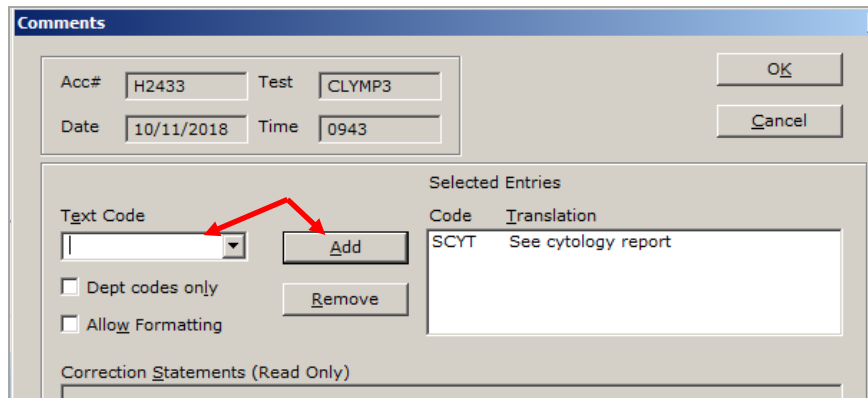 Comments
Acc# H2433 Test CLYMP3
OK
Date 10/11/2018 Time 0943
Cancel
Selected Entries
Text Code
Code Translation
Add
SCYT See cytology report
Dept codes only
Remove
Allow Formatting
Correction Statements (Read Only)